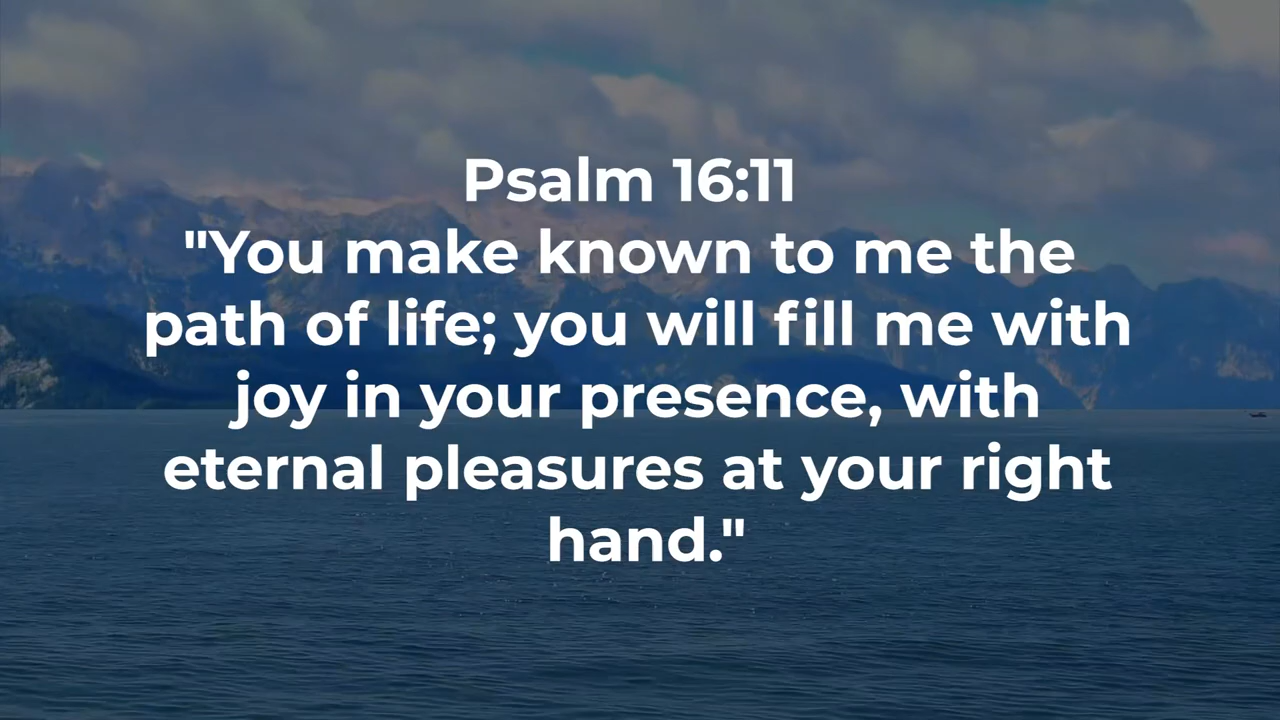 Psalm 16:11
"You make known to me the
path of life; you will fill me with
joy in your presence, with
eternal pleasures at your right
hand."